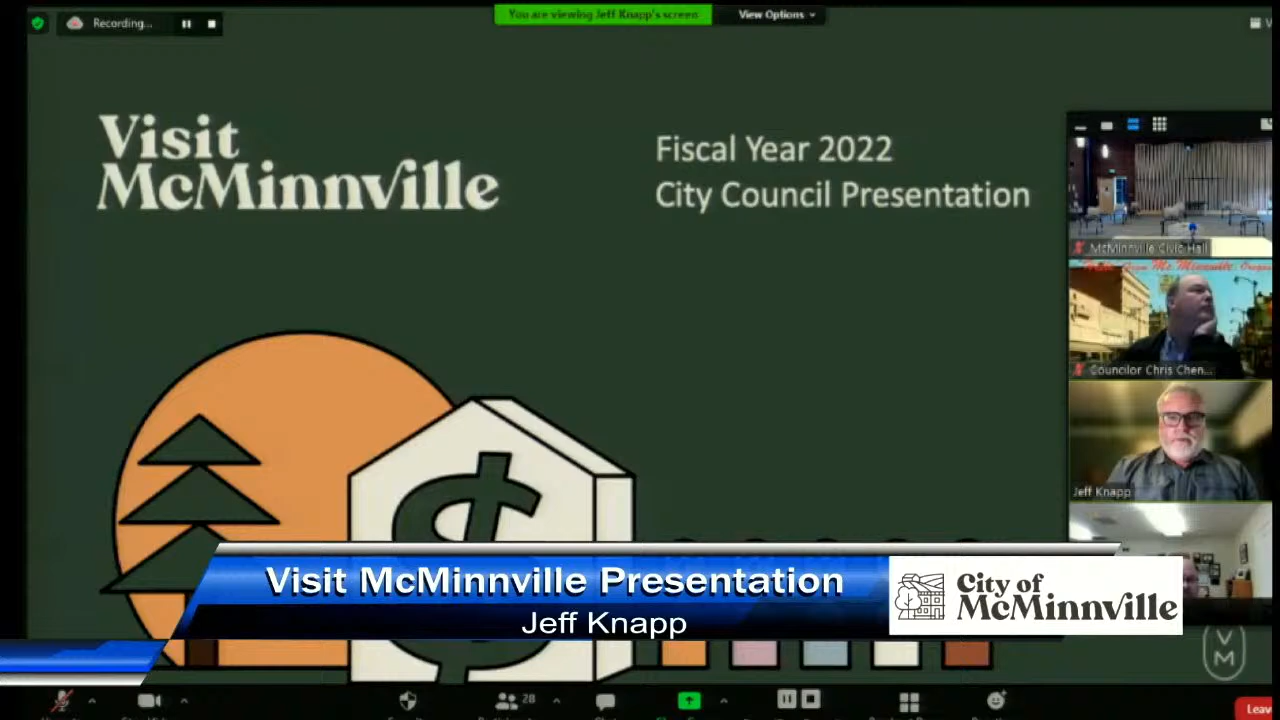 Recording...
You are viewing Jeff Knapp's screen
View Options
Visit
McMinnville
Fiscal Year 2022
City Council Presentation
McMinnville Civic Hall
Councilor Chris Chen...
Jeff Knapp
Visit McMinnville Presentation
Jeff Knapp
City of
McMinnville
V
M
28